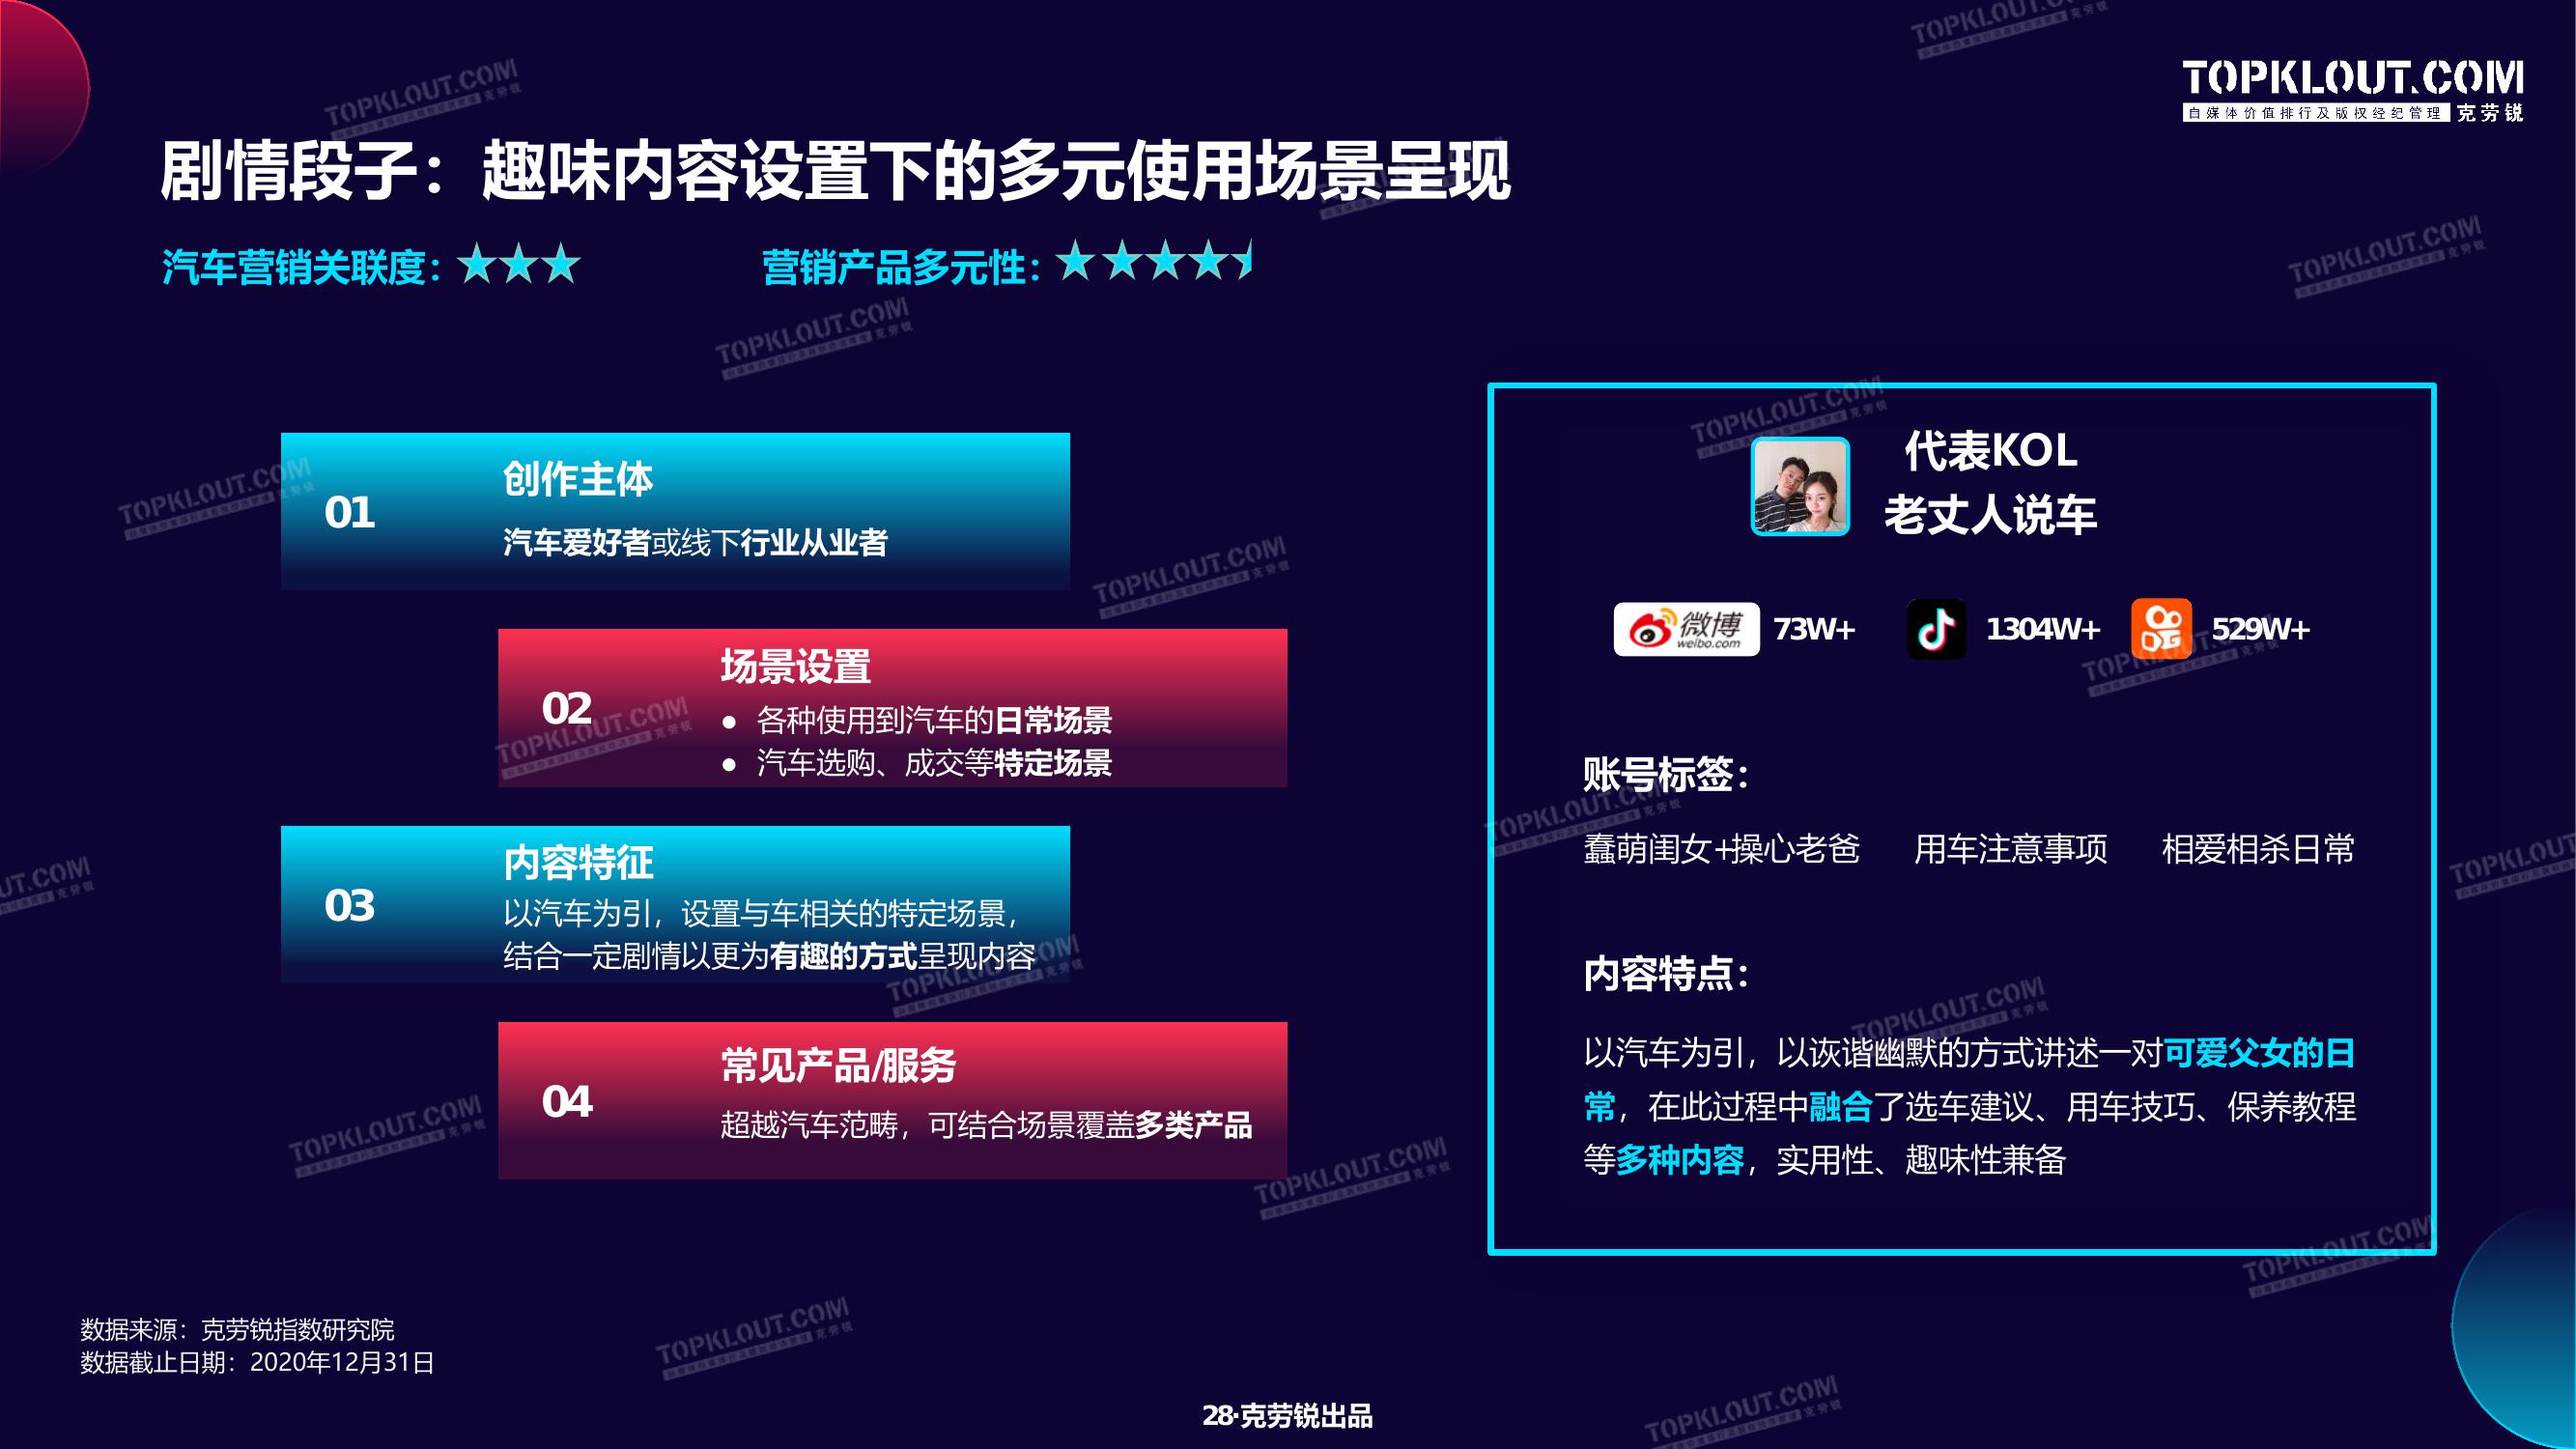 TOPKLOUT.COM
自媒体价值排行及版权经纪管理 克劳锐
剧情段子：趣味内容设置下的多元使用场景呈现
汽车营销关联度：★★★
营销产品多元性：★★★★
01
创作主体
汽车爱好者或线下行业从业者
02
场景设置
● 各种使用到汽车的日常场景
● 汽车选购、成交等特定场景
03
内容特征
以汽车为引，设置与车相关的特定场景，
结合一定剧情以更为有趣的方式呈现内容
04
常见产品/服务
超越汽车范畴，可结合场景覆盖多类产品
代表KOL
老丈人说车
微博 weibo.com 73W+ 1304W+ 529W+
账号标签：
蠢萌闺女+操心老爸 用车注意事项 相爱相杀日常
内容特点：
以汽车为引，以诙谐幽默的方式讲述一对可爱父女的日
常，在此过程中融合了选车建议、用车技巧、保养教程
等多种内容，实用性、趣味性兼备
数据来源：克劳锐指数研究院
数据截止日期：2020年12月31日
28·克劳锐出品